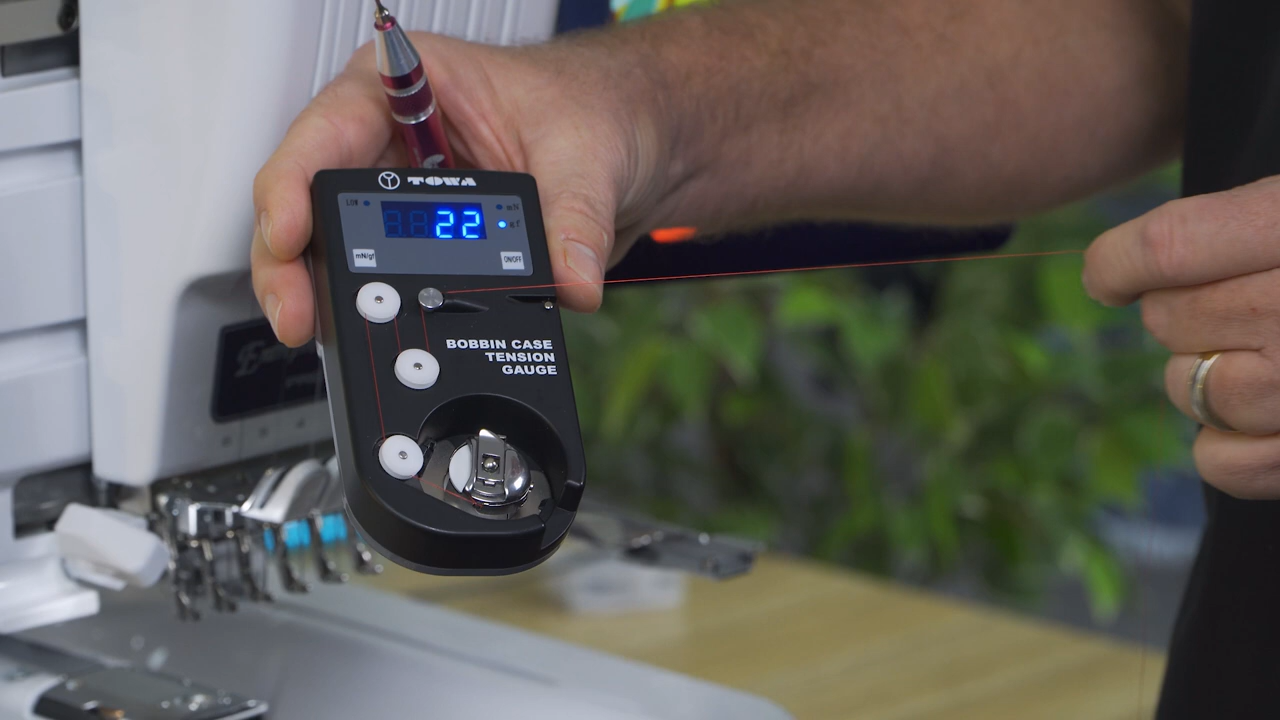 TOWA
LOW mN
22 gf
mN/gf ON/OFF
BOBBIN CASE
TENSION
GAUGE